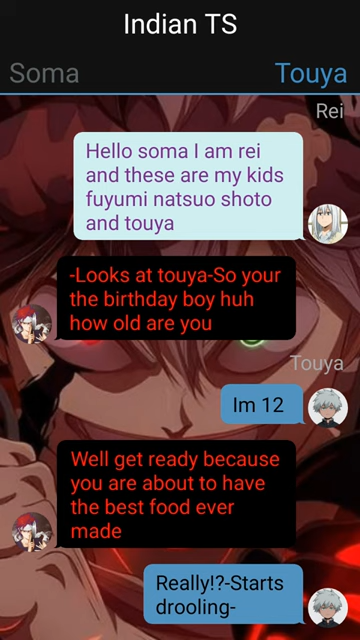 Indian TS
Soma Touya
Rei
Hello soma I am rei
and these are my kids
fuyumi natsuo shoto
and touya
-Looks at touya-So your
the birthday boy huh
how old are you
Touya
Im 12
Well get ready because
you are about to have
the best food ever
made
Really!?-Starts
drooling-